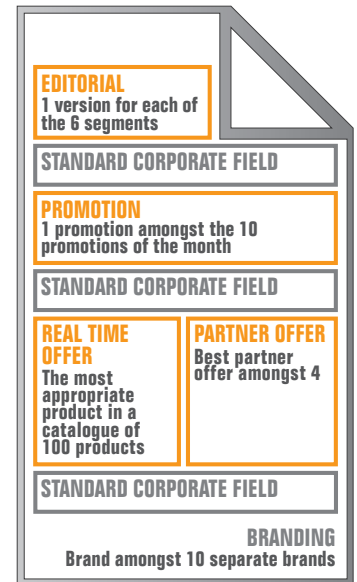 EDITORIAL
1 version for each of
the 6 segments
STANDARD CORPORATE FIELD
PROMOTION
1 promotion amongst the 10
promotions of the month
STANDARD CORPORATE FIELD
REAL TIME
OFFER
The most
appropriate
product in a
catalogue of
100 products
PARTNER OFFER
Best partner
offer amongst 4
STANDARD CORPORATE FIELD
BRANDING
Brand amongst 10 separate brands